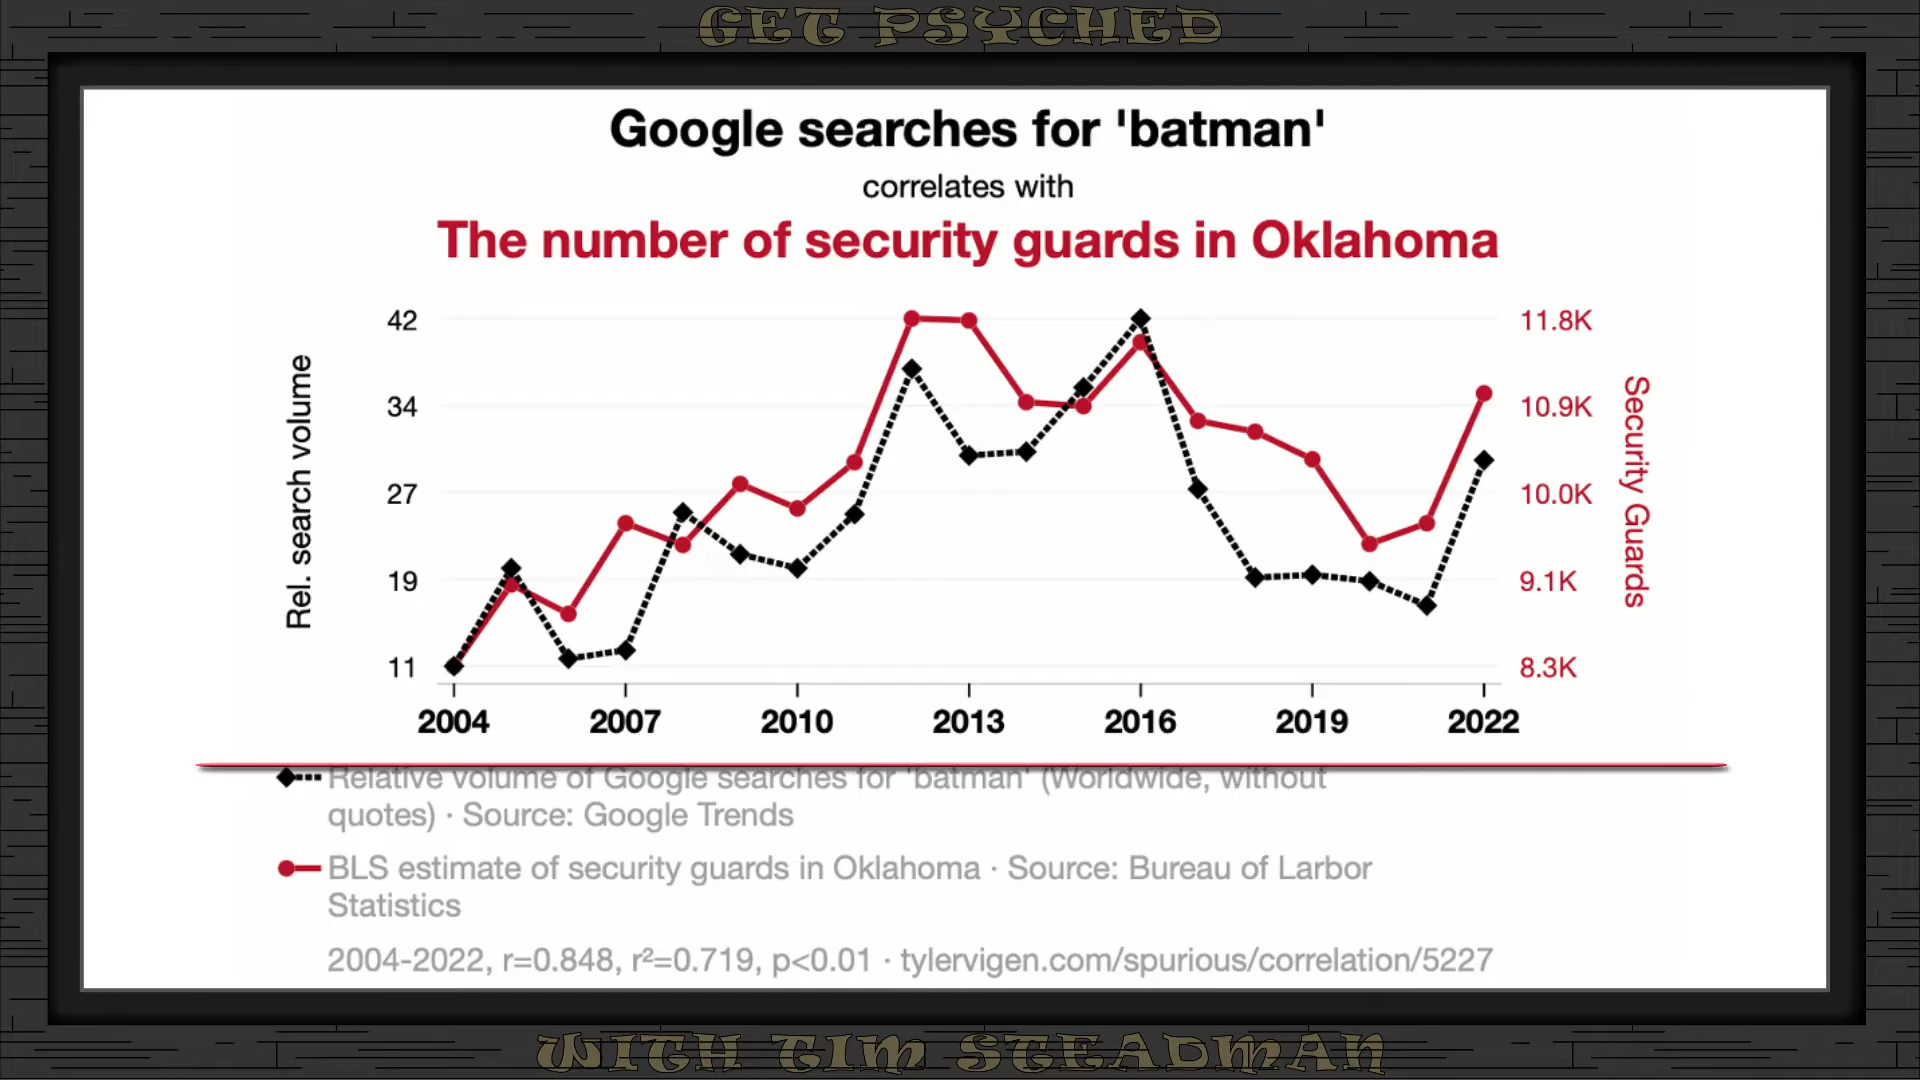 GET PSYCHED
Google searches for 'batman'
correlates with
The number of security guards in Oklahoma
Rel. search volume
42
34
27
19
11
11.8K
10.9K
10.0K
9.1K
8.3K
Security Guards
2004 2007 2010 2013 2016 2019 2022
Relative volume of Google searches for 'batman' (Worldwide, without
quotes) · Source: Google Trends
BLS estimate of security guards in Oklahoma · Source: Bureau of Larbor
Statistics
2004-2022, r=0.848, r²=0.719, p<0.01 · tylervigen.com/spurious/correlation/5227
WITH TIM STEADMAN